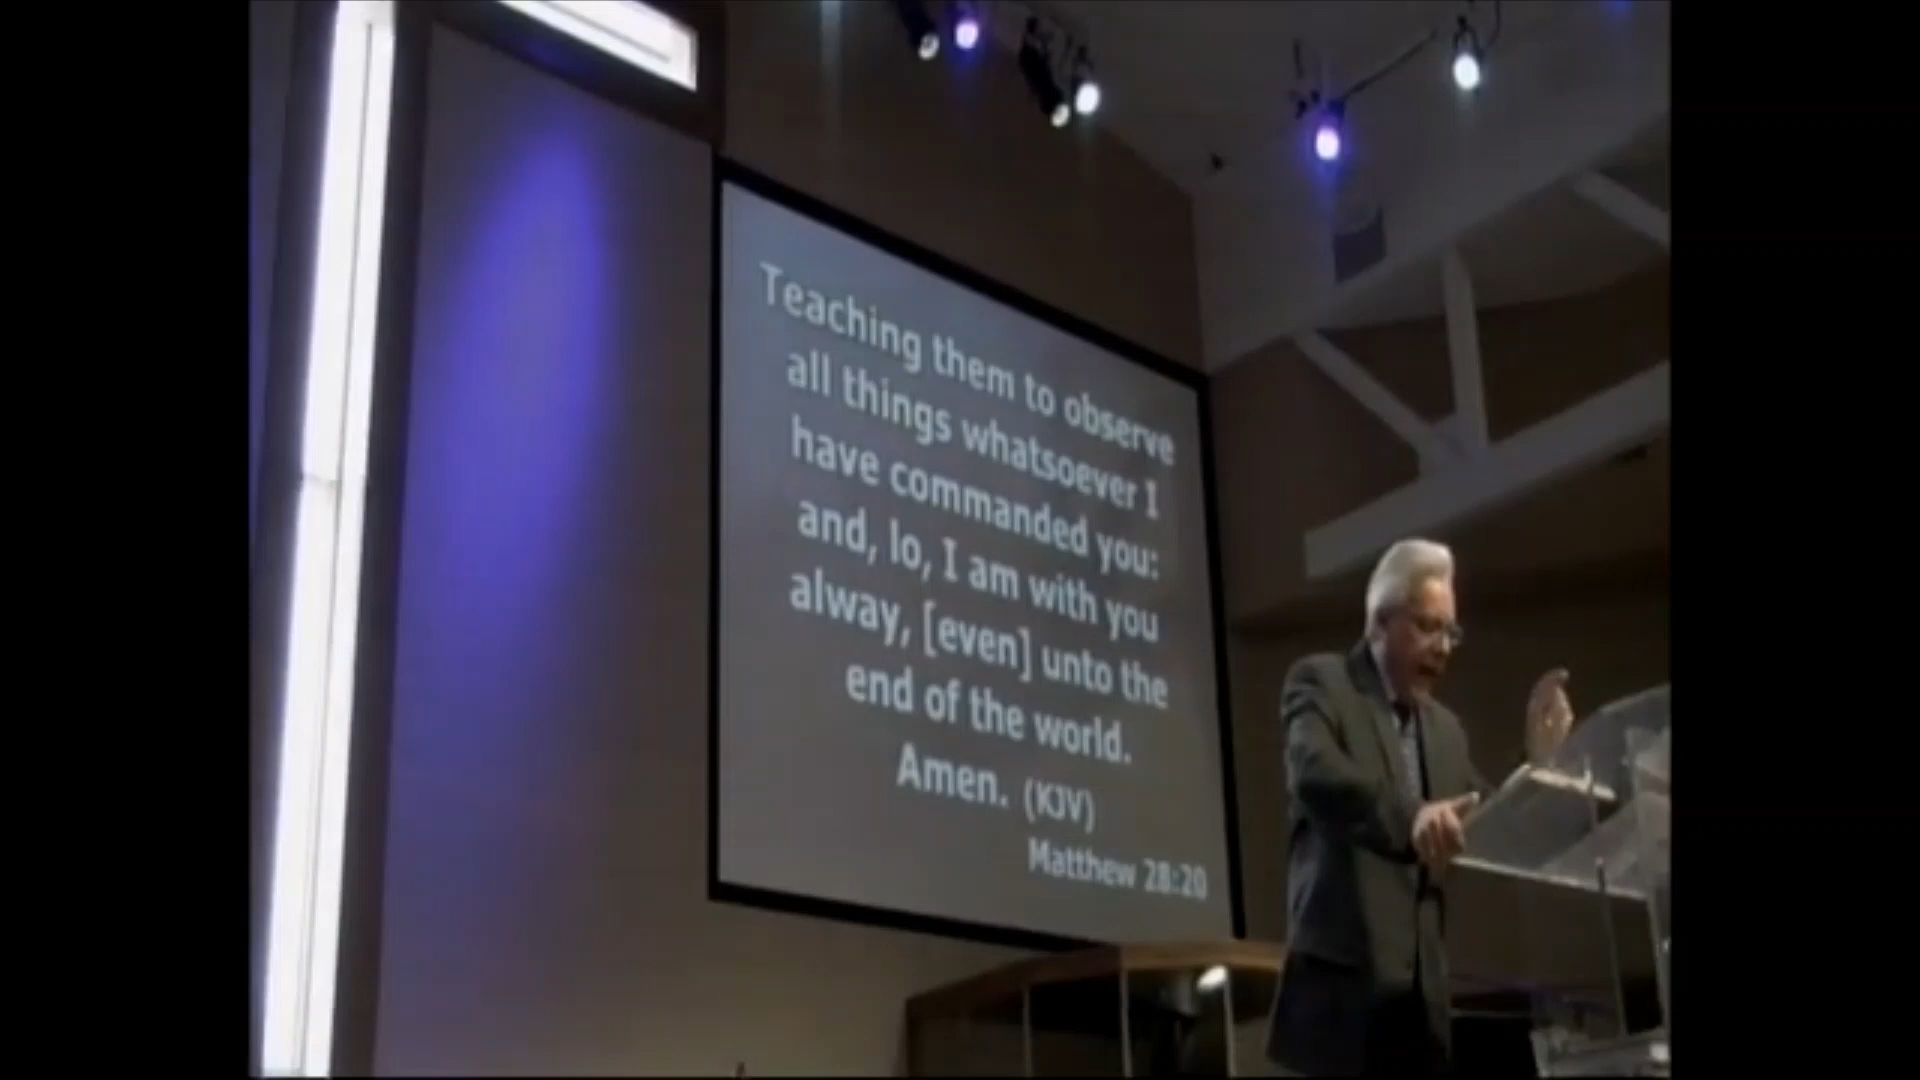 Teaching them to observe
all things whatsoever I
have commanded you:
and, lo, I am with you
alway, [even] unto the
end of the world.
Amen. (KJV)
Matthew 28:20